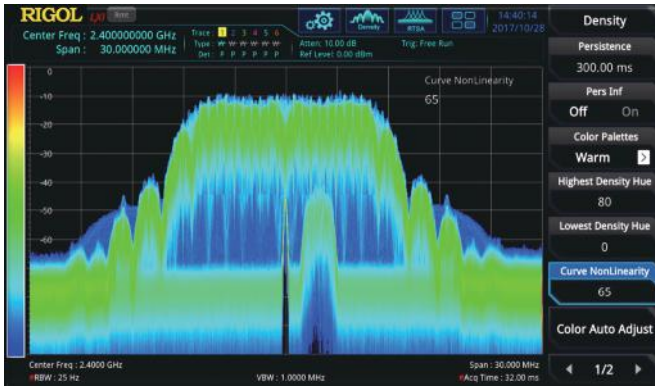 RIGOL LXI
Center Freq : 2.400000000 GHz
Span : 30.000000 MHz
Trace : 1 2 3 4 5 6
Type : W W W W W W
Det : P P P P P P
Atten: 10.00 dB
Ref Level: 0.00 dBm
Trig: Free Run
Density
RTSA
14:40:14
2017/10/28
Density
Persistence
300.00 ms
Pers Inf
Off On
Color Palettes
Warm >
Highest Density Hue
80
Lowest Density Hue
0
Curve NonLinearity
65
Color Auto Adjust
1/2
Curve NonLinearity
65
0
-10
-20
-30
-40
-50
-60
Center Freq : 2.4000 GHz
Span : 30.000 MHz
#RBW : 25 Hz
VBW : 1.0000 MHz
#Acq Time : 32.00 ms